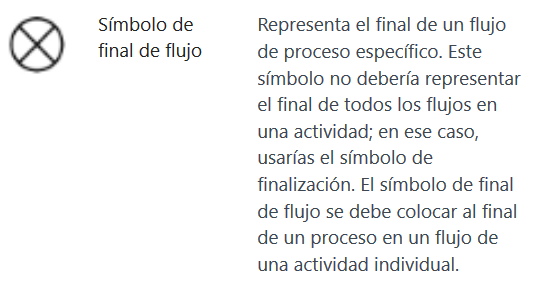 Símbolo de
final de flujo
Representa el final de un flujo
de proceso específico. Este
símbolo no debería representar
el final de todos los flujos en
una actividad; en ese caso,
usarías el símbolo de
finalización. El símbolo de final
de flujo se debe colocar al final
de un proceso en un flujo de
una actividad individual.